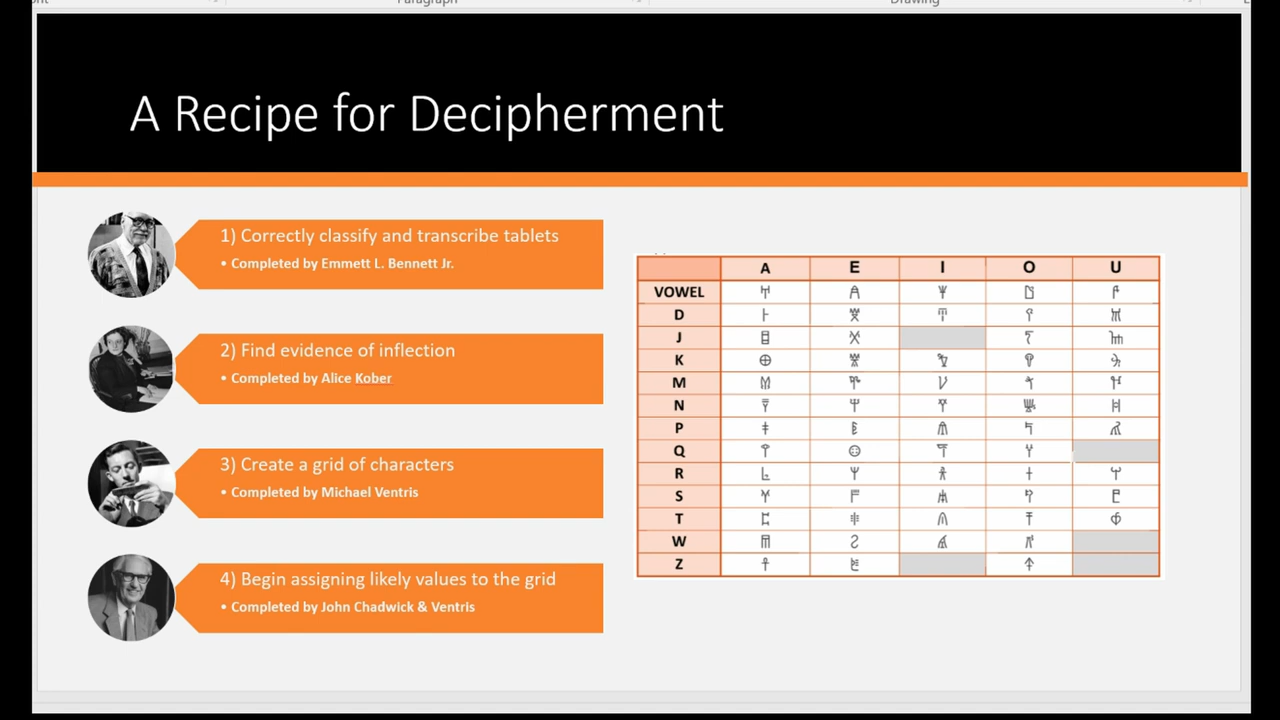 Paragraph
Drawing
A Recipe for Decipherment
1) Correctly classify and transcribe tablets
• Completed by Emmett L. Bennett Jr.
2) Find evidence of inflection
• Completed by Alice Kober
3) Create a grid of characters
• Completed by Michael Ventris
4) Begin assigning likely values to the grid
• Completed by John Chadwick & Ventris
A E I O U
VOWEL 𐀀 𐀁 𐀂 𐀃 𐀄
D 𐀅 𐀆 𐀇 𐀈 𐀉
J 𐀊 𐀋 𐀍 𐀎
K 𐀏 𐀐 𐀑 𐀒 𐀓
M 𐀔 𐀕 𐀖 𐀗 𐀘
N 𐀙 𐀚 𐀛 𐀜 𐀝
P 𐀞 𐀟 𐀠 𐀡 𐀢
Q 𐀣 𐀤 𐀥 𐀦
R 𐀨 𐀩 𐀪 𐀫 𐀬
S 𐀭 𐀮 𐀯 𐀰 𐀱
T 𐀲 𐀳 𐀴 𐀵 𐀶
W 𐀷 𐀸 𐀹 𐀺
Z 𐀼 𐀽 𐀿